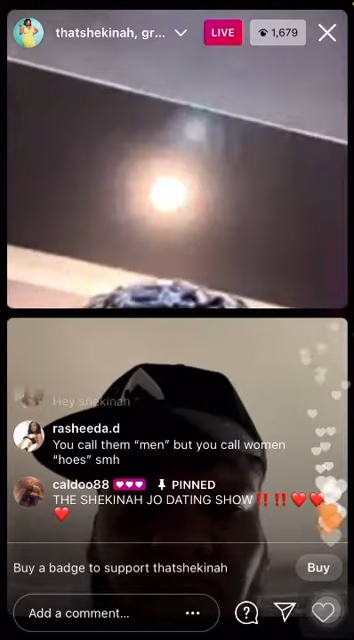 thatshekinah, gr...
LIVE
1,679
Hey shekinah
rasheeda.d
You call them “men” but you call women
“hoes” smh
caldoo88 PINNED
THE SHEKINAH JO DATING SHOW‼️‼️❤️❤️
❤️
Buy a badge to support thatshekinah
Buy
Add a comment...